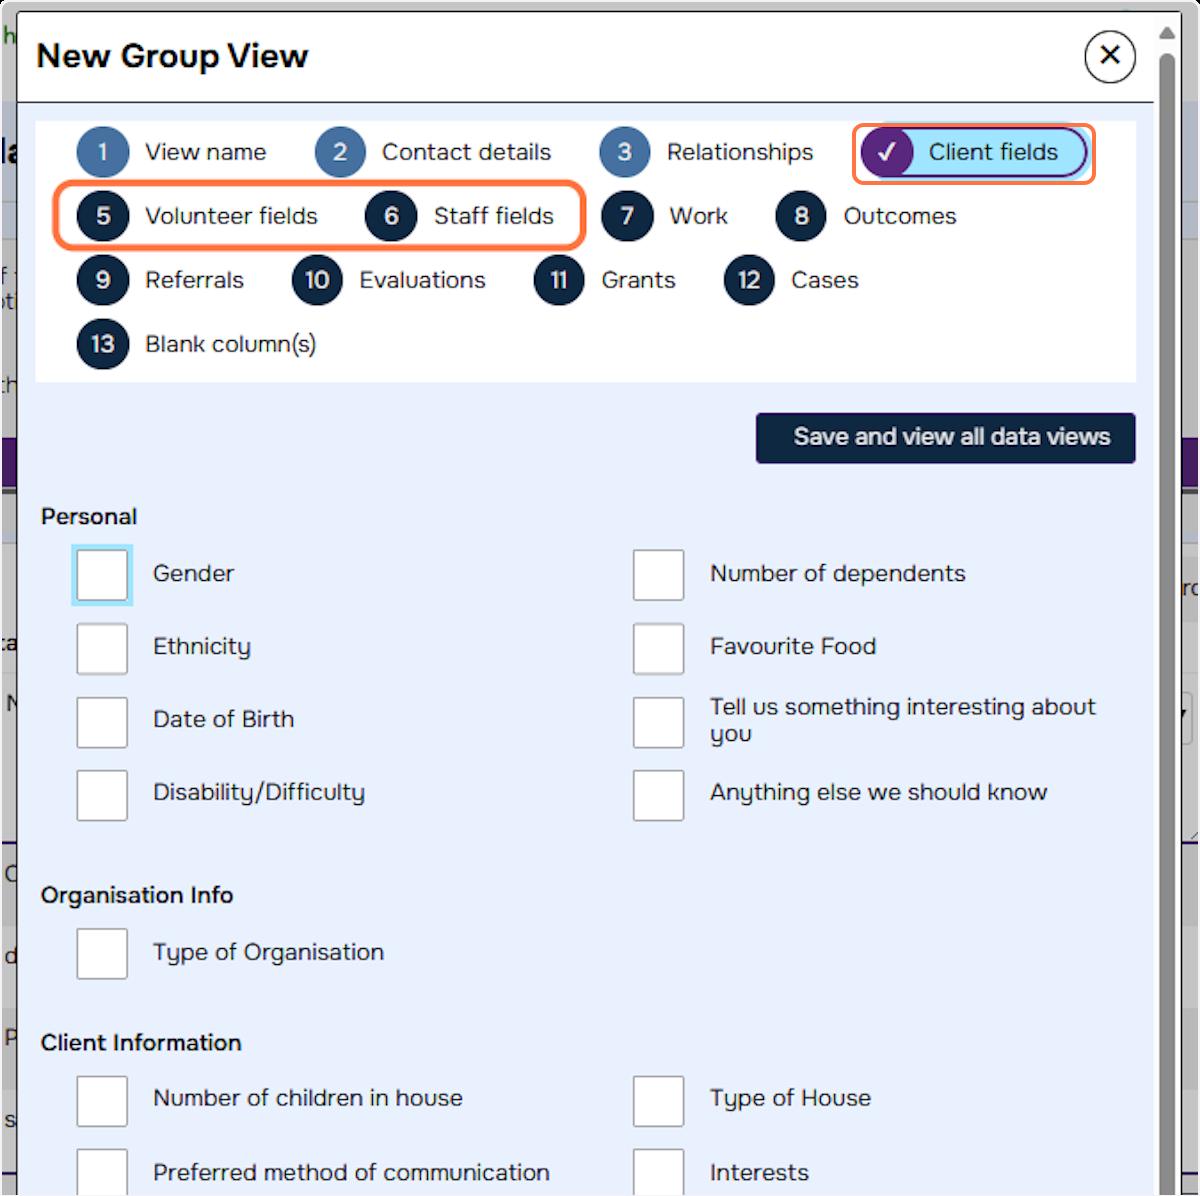 New Group View
1 View name 2 Contact details 3 Relationships ✓ Client fields
5 Volunteer fields 6 Staff fields 7 Work 8 Outcomes
9 Referrals 10 Evaluations 11 Grants 12 Cases
13 Blank column(s)
Save and view all data views
Personal
Gender Number of dependents
Ethnicity Favourite Food
Date of Birth Tell us something interesting about
you
Disability/Difficulty Anything else we should know
Organisation Info
Type of Organisation
Client Information
Number of children in house Type of House
Preferred method of communication Interests